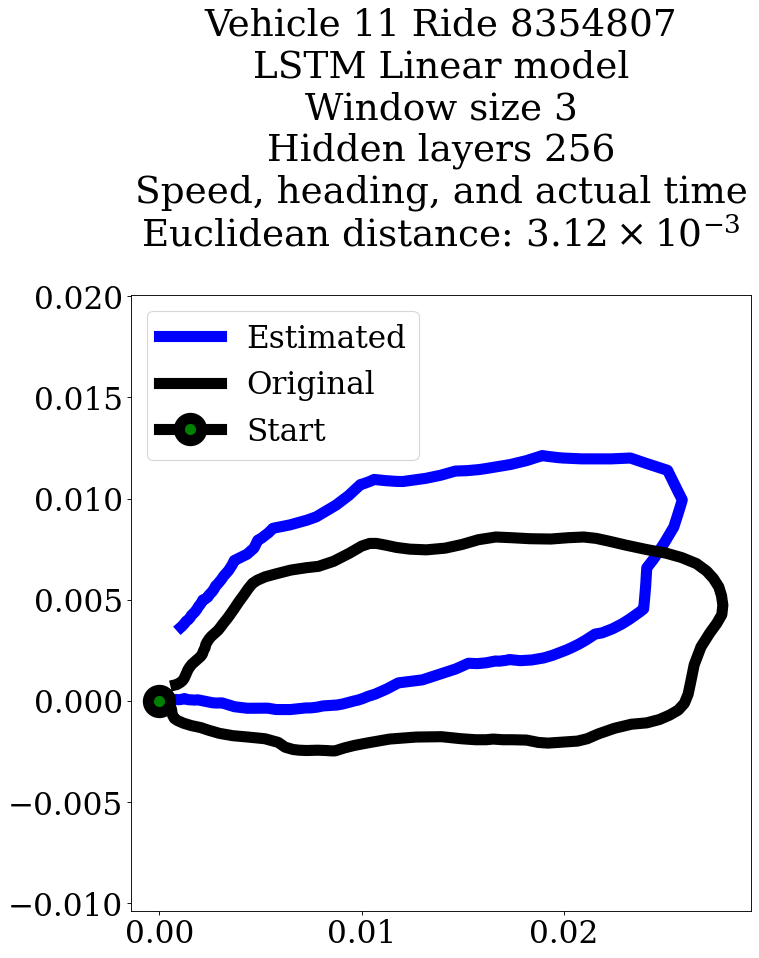 Vehicle 11 Ride 8354807
LSTM Linear model
Window size 3
Hidden layers 256
Speed, heading, and actual time
Euclidean distance: 3.12 × 10⁻³
0.020
Estimated
0.015
Original
Start
0.010
0.005
0.000
−0.005
−0.010
0.00 0.01 0.02